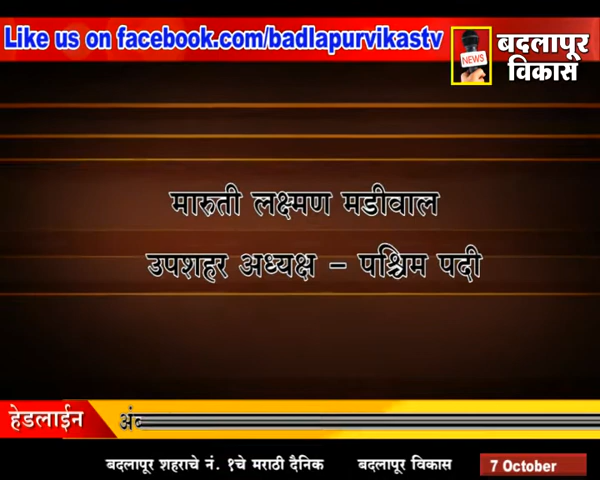 Like us on facebook.com/badlapurvikastv
NEWS
बदलापूर
विकास
मारुती लक्ष्मण मडीवाल
उपशहर अध्यक्ष – पश्चिम पदी
हेडलाईन
बदलापूर शहराचे नं. १चे मराठी दैनिक बदलापूर विकास 7 October